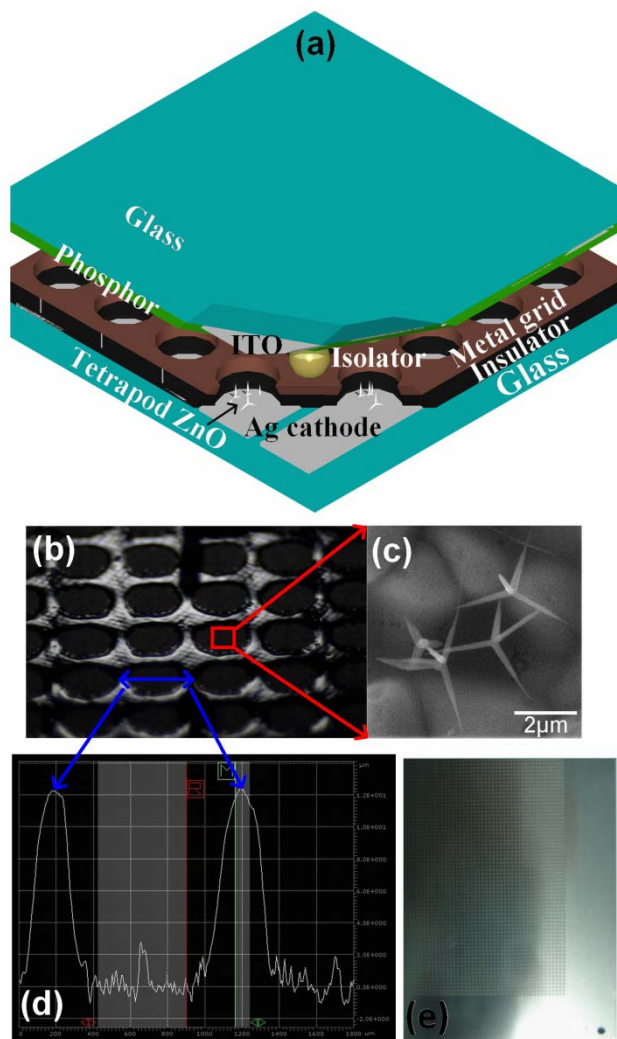 (a)
Glass
Phosphor
ITO
Isolator
Metal grid
Insulator
Glass
Tetrapod ZnO
Ag cathode
(b)
(c)
2μm
(d)
μm
R
M
1.2E+001
1.0E+001
8.0E+000
6.0E+000
4.0E+000
2.0E+000
0.0E+000
-2.0E+000
0 200 400 600 800 1000 1200 1400 1600 1800
μm
(e)